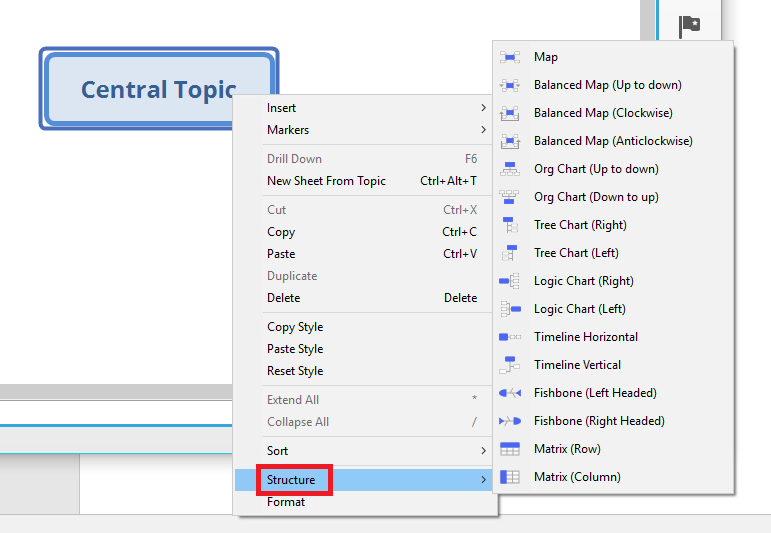 Central Topic
Insert
Markers
Drill Down F6
New Sheet From Topic Ctrl+Alt+T
Cut Ctrl+X
Copy Ctrl+C
Paste Ctrl+V
Duplicate
Delete Delete
Copy Style
Paste Style
Reset Style
Extend All *
Collapse All /
Sort
Structure
Format
Map
Balanced Map (Up to down)
Balanced Map (Clockwise)
Balanced Map (Anticlockwise)
Org Chart (Up to down)
Org Chart (Down to up)
Tree Chart (Right)
Tree Chart (Left)
Logic Chart (Right)
Logic Chart (Left)
Timeline Horizontal
Timeline Vertical
Fishbone (Left Headed)
Fishbone (Right Headed)
Matrix (Row)
Matrix (Column)